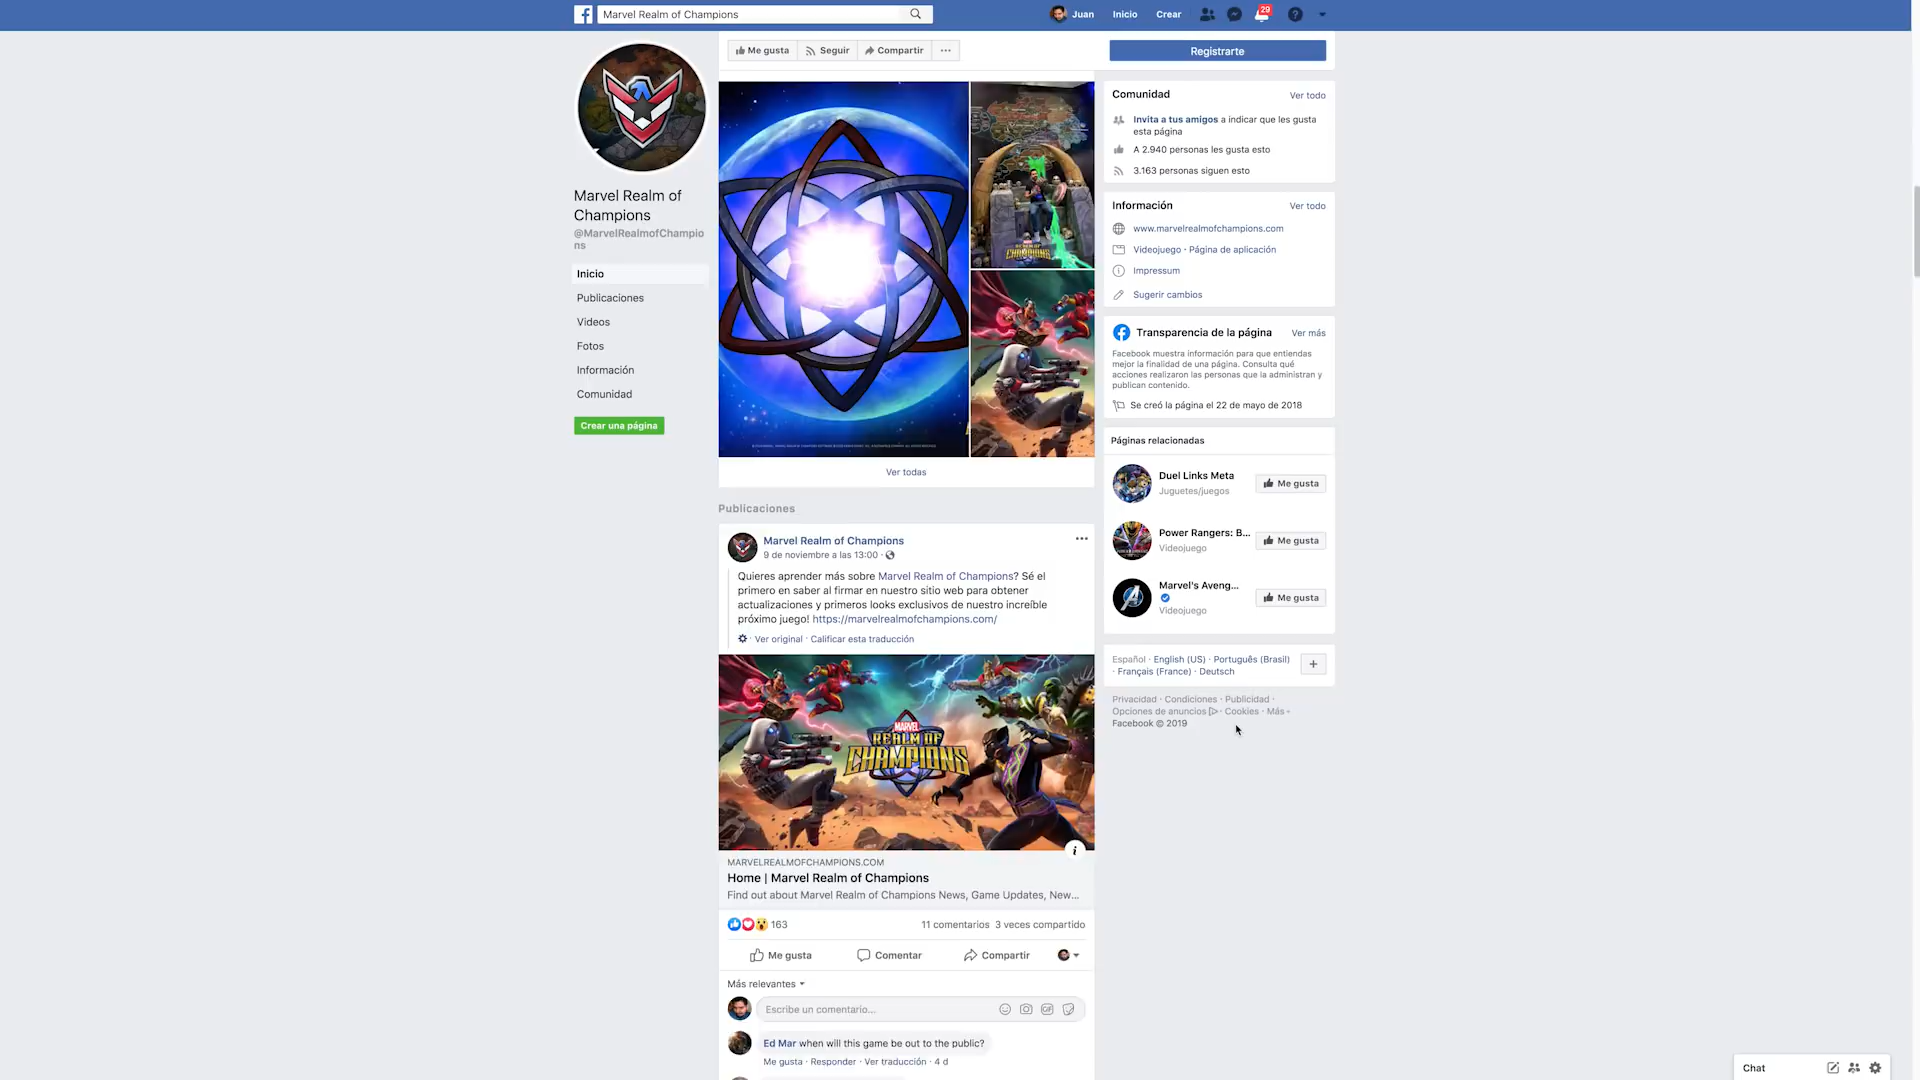 Marvel Realm of Champions
Juan
Inicio
Crear
29
Me gusta
Seguir
Compartir
Registrarte
Marvel Realm of
Champions
@MarvelRealmofChampio
ns
Inicio
Publicaciones
Videos
Fotos
Información
Comunidad
Crear una página
REALM OF
CHAMPIONS
Ver todas
Publicaciones
Marvel Realm of Champions
9 de noviembre a las 13:00 ·
Quieres aprender más sobre Marvel Realm of Champions? Sé el
primero en saber al firmar en nuestro sitio web para obtener
actualizaciones y primeros looks exclusivos de nuestro increíble
próximo juego! https://marvelrealmofchampions.com/
· Ver original · Calificar esta traducción
MARVEL
REALM OF
CHAMPIONS
MARVELREALMOFCHAMPIONS.COM
Home | Marvel Realm of Champions
Find out about Marvel Realm of Champions News, Game Updates, New...
163
11 comentarios 3 veces compartido
Me gusta
Comentar
Compartir
Más relevantes
Escribe un comentario...
GIF
Ed Mar when will this game be out to the public?
Me gusta · Responder · Ver traducción · 4 d
Comunidad
Ver todo
Invita a tus amigos a indicar que les gusta
esta página
A 2.940 personas les gusta esto
3.163 personas siguen esto
Información
Ver todo
www.marvelrealmofchampions.com
Videojuego · Página de aplicación
Impressum
Sugerir cambios
Transparencia de la página
Ver más
Facebook muestra información para que entiendas
mejor la finalidad de una página. Consulta qué
acciones realizaron las personas que la administran y
publican contenido.
Se creó la página el 22 de mayo de 2018
Páginas relacionadas
Duel Links Meta
Juguetes/juegos
Me gusta
Power Rangers: B...
Videojuego
Me gusta
Marvel's Aveng...
Videojuego
Me gusta
Español · English (US) · Português (Brasil)
· Français (France) · Deutsch
Privacidad · Condiciones · Publicidad ·
Opciones de anuncios · Cookies · Más
Facebook © 2019
Chat